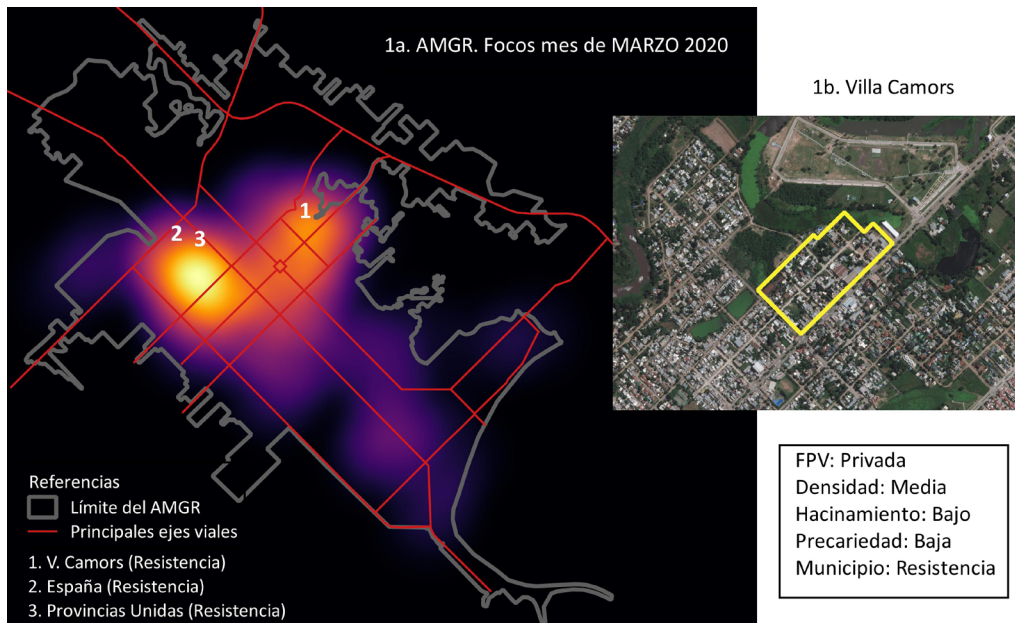 1a. AMGR. Focos mes de MARZO 2020
1b. Villa Camors
1
2
3
Referencias
Límite del AMGR
Principales ejes viales
1. V. Camors (Resistencia)
2. España (Resistencia)
3. Provincias Unidas (Resistencia)
FPV: Privada
Densidad: Media
Hacinamiento: Bajo
Precariedad: Baja
Municipio: Resistencia